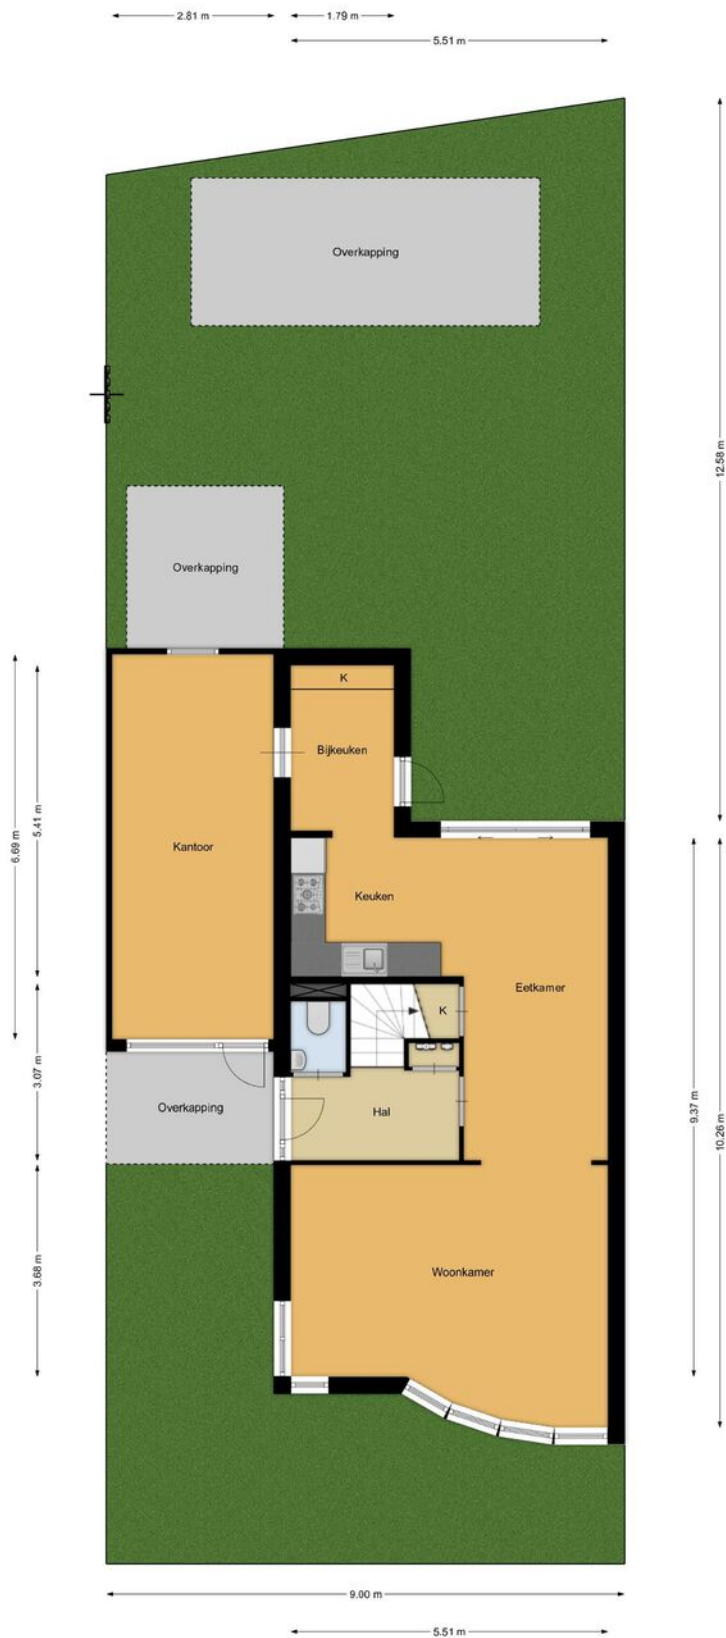 2.81 m
1.79 m
5.51 m
Overkapping
12.58 m
Overkapping
K
Bijkeuken
5.41 m
6.69 m
Kantoor
Keuken
Eetkamer
K
3.07 m
Overkapping
Hal
9.37 m
10.26 m
3.68 m
Woonkamer
9.00 m
5.51 m